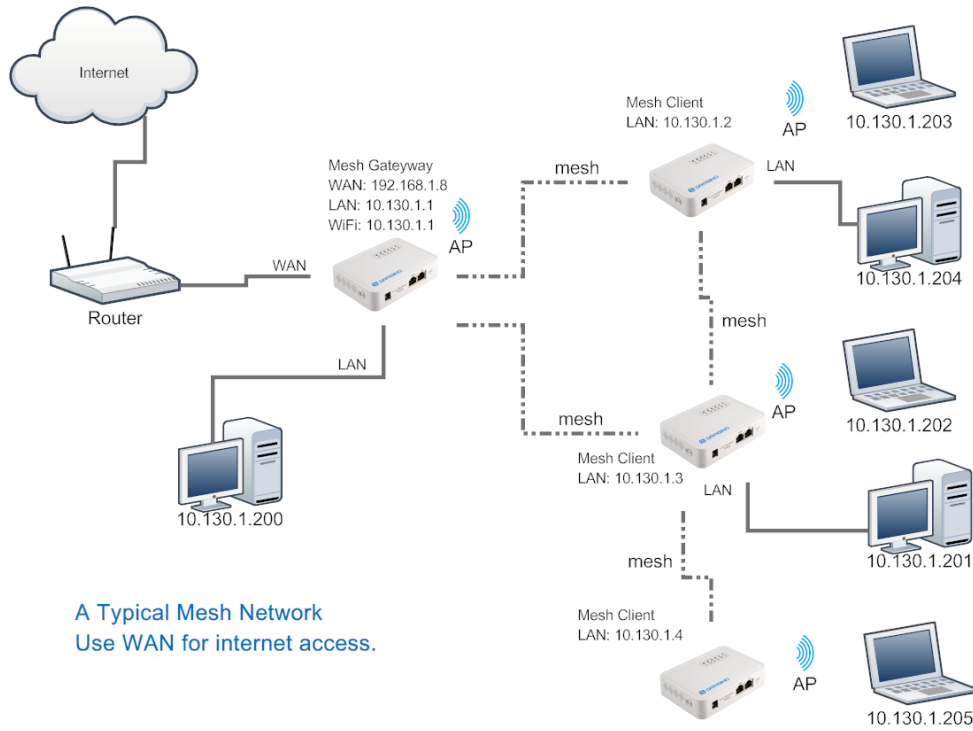 Internet
Mesh Client
LAN: 10.130.1.2
AP
10.130.1.203
mesh
LAN
Mesh Gateyway
WAN: 192.168.1.8
LAN: 10.130.1.1
WiFi: 10.130.1.1
AP
WAN
Router
10.130.1.204
mesh
LAN
mesh
AP
10.130.1.202
Mesh Client
LAN: 10.130.1.3
LAN
10.130.1.200
10.130.1.201
mesh
A Typical Mesh Network
Use WAN for internet access.
Mesh Client
LAN: 10.130.1.4
AP
10.130.1.205